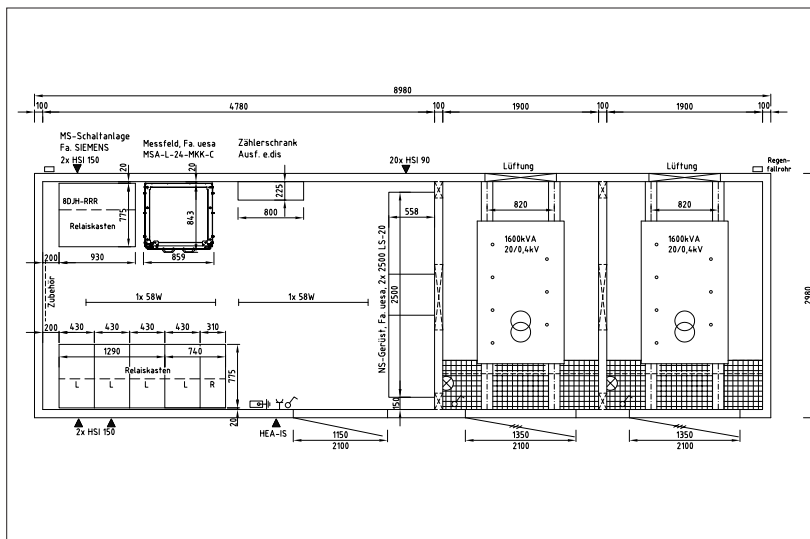 8980
100
4780
100
1900
100
1900
100
MS-Schaltanlage
Fa. SIEMENS
2x HSI 150
Messfeld, Fa. uesa
MSA-L-24-MKK-C
Zählerschrank
Ausf. e.dis
20x HSI 90
Lüftung
Lüftung
Regen-
fallrohr
20
20
8DJH-RRR
Relaiskasten
775
843
225
800
558
820
820
1600kVA
20/0,4kV
1600kVA
20/0,4kV
200
930
859
Zubehör
1x 58W
1x 58W
NS-Gerüst, Fa. uesa, 2x 2500 LS-20
2500
2980
200
430
430
430
430
310
1290
740
Relaiskasten
775
L
L
L
L
R
150
20
2x HSI 150
HEA-IS
1150
2100
1350
2100
1350
2100